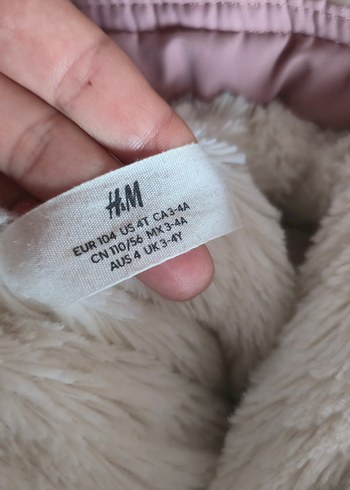 H&M
EUR 104 US 4T CA 3-4A
CN 110/56 MX 3-4A
AUS 4 UK 3-4Y